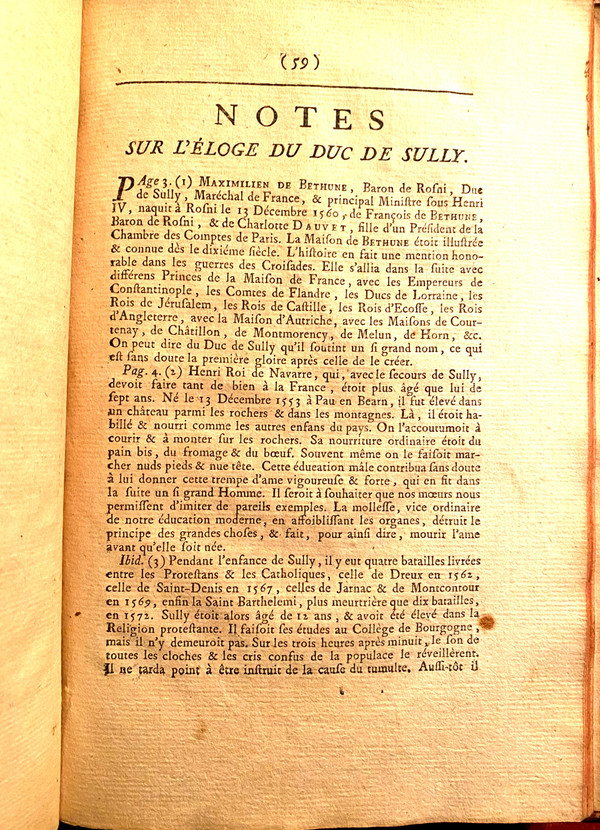 (59)
NOTES
SUR L'ÉLOGE DU DUC DE SULLY.
PAge 3. (1) MAXIMILIEN DE BETHUNE, Baron de Roſni, Duc
de Sully, Maréchal de France, & principal Miniſtre ſous Henri
IV, naquit à Roſni le 13 Décembre 1560, de François de BETHUNE,
Baron de Roſni, & de Charlotte DAUVET, fille d'un Préſident de la
Chambre des Comptes de Paris. La Maiſon de BETHUNE étoit illuſtrée
& connue dès le dixiéme ſiècle. L'hiſtoire en fait une mention hono-
rable dans les guerres des Croiſades. Elle s'allia dans la ſuite avec
différens Princes de la Maiſon de France, avec les Empereurs de
Conſtantinople, les Comtes de Flandre, les Ducs de Lorraine, les
Rois de Jéruſalem, les Rois de Caſtille, les Rois d'Ecoſſe, les Rois
d'Angleterre, avec la Maiſon d'Autriche, avec les Maiſons de Cour-
tenay, de Châtillon, de Montmorency, de Melun, de Horn, &c.
On peut dire du Duc de Sully qu'il ſoutint un ſi grand nom, ce qui
eſt ſans doute la première gloire après celle de le créer.
Pag. 4. (2) Henri Roi de Navarre, qui, avec le ſecours de Sully,
devoit faire tant de bien à la France, étoit plus âgé que lui de
ſept ans. Né le 13 Décembre 1553 à Pau en Bearn, il fut élevé dans
un château parmi les rochers & dans les montagnes. Là, il étoit ha-
billé & nourri comme les autres enfans du pays. On l'accoutumoit à
courir & à monter ſur les rochers. Sa nourriture ordinaire étoit du
pain bis, du fromage & du bœuf. Souvent même on le faiſoit mar-
cher nuds pieds & nue tête. Cette éducation mâle contribua ſans doute
à lui donner cette trempe d'ame vigoureuſe & forte, qui en fit dans
la ſuite un ſi grand Homme. Il ſeroit à ſouhaiter que nos mœurs nous
permiſſent d'imiter de pareils exemples. La molleſſe, vice ordinaire
de notre éducation moderne, en affoibliſſant les organes, détruit le
principe des grandes choſes, & fait, pour ainſi dire, mourir l'ame
avant qu'elle ſoit née.
Ibid. (3) Pendant l'enfance de Sully, il y eut quatre batailles livrées
entre les Proteſtans & les Catholiques, celle de Dreux en 1562,
celle de Saint-Denis en 1567, celles de Jarnac & de Montcontour
en 1569, enfin la Saint Barthelemi, plus meurtrière que dix batailles,
en 1572. Sully étoit alors âgé de 12 ans, & avoit été élevé dans la
Religion proteſtante. Il faiſoit ſes études au Collège de Bourgogne,
mais il n'y demeuroit pas. Sur les trois heures après minuit, le ſon de
toutes les cloches & les cris confus de la populace le réveillèrent.
Il ne tarda point à être inſtruit de la cauſe du tumulte. Auſſi-tôt il